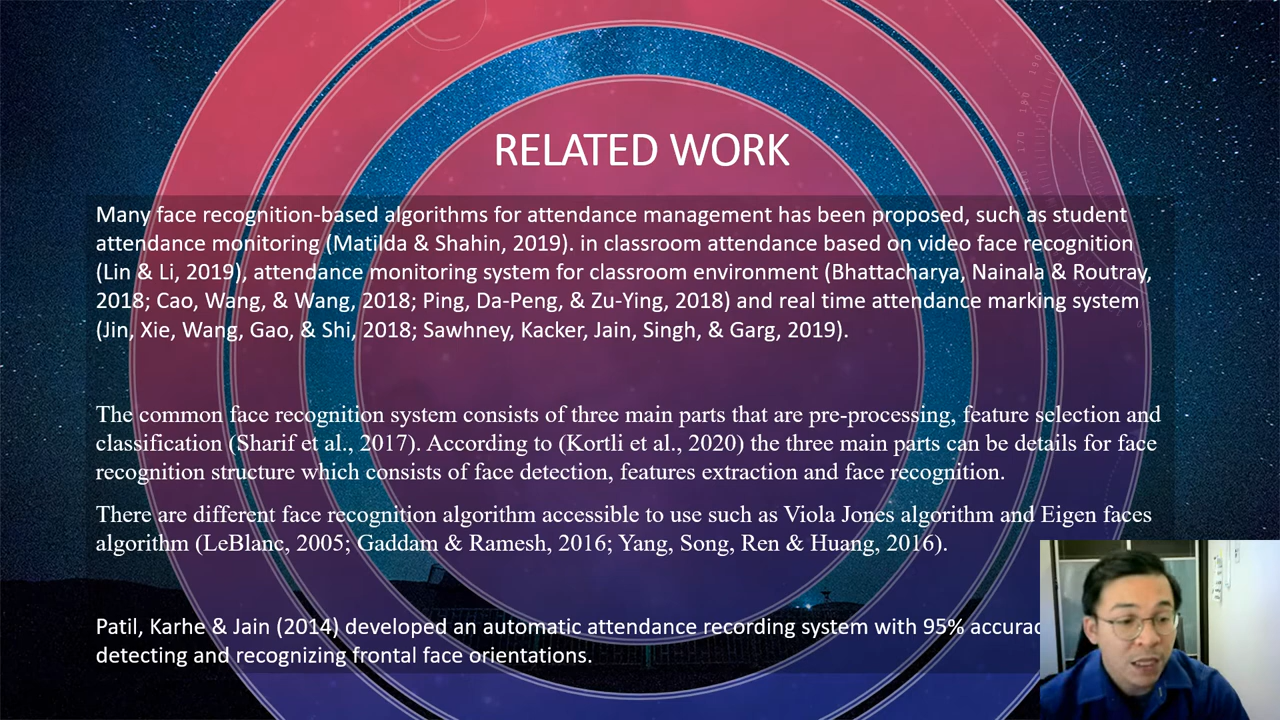 RELATED WORK
Many face recognition-based algorithms for attendance management has been proposed, such as student
attendance monitoring (Matilda & Shahin, 2019). in classroom attendance based on video face recognition
(Lin & Li, 2019), attendance monitoring system for classroom environment (Bhattacharya, Nainala & Routray,
2018; Cao, Wang, & Wang, 2018; Ping, Da-Peng, & Zu-Ying, 2018) and real time attendance marking system
(Jin, Xie, Wang, Gao, & Shi, 2018; Sawhney, Kacker, Jain, Singh, & Garg, 2019).
The common face recognition system consists of three main parts that are pre-processing, feature selection and
classification (Sharif et al., 2017). According to (Kortli et al., 2020) the three main parts can be details for face
recognition structure which consists of face detection, features extraction and face recognition.
There are different face recognition algorithm accessible to use such as Viola Jones algorithm and Eigen faces
algorithm (LeBlanc, 2005; Gaddam & Ramesh, 2016; Yang, Song, Ren & Huang, 2016).
Patil, Karhe & Jain (2014) developed an automatic attendance recording system with 95%
detecting and recognizing frontal face orientations.
190
180
170